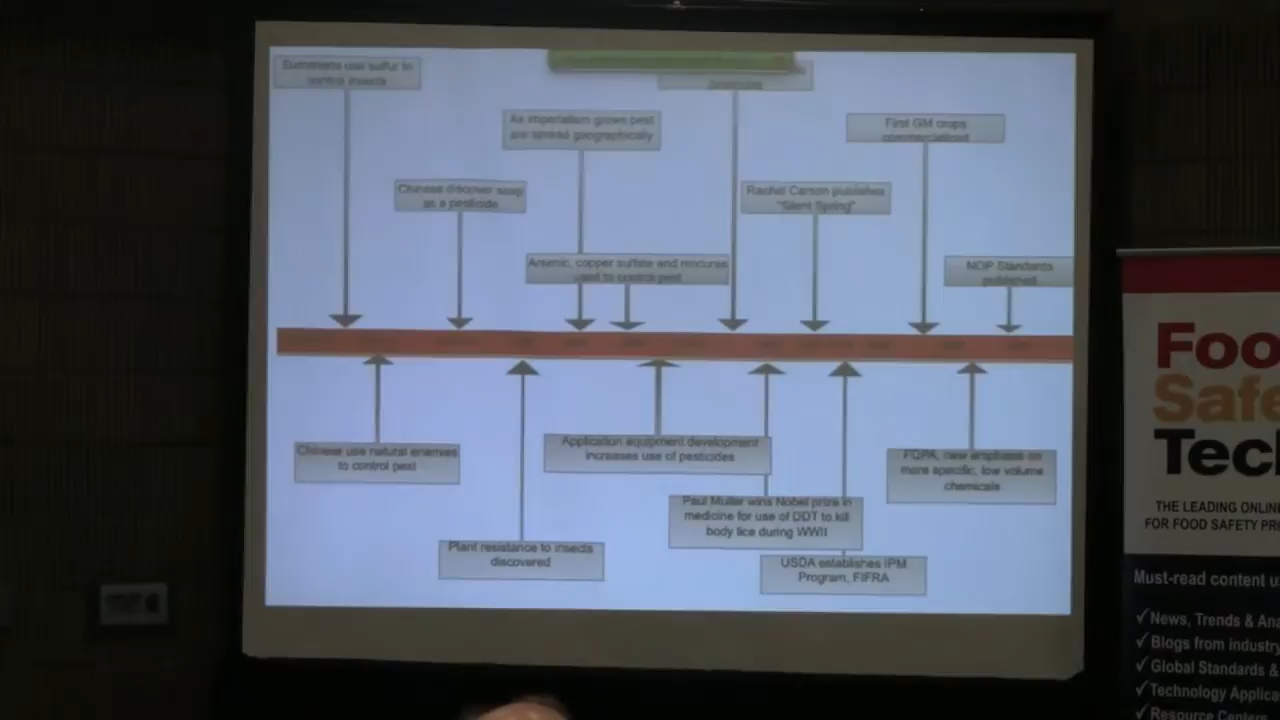 Sumerians use sulfur to
control insects
As imperialism grows pest
are spread geographically
First GM crops
commercialized
Chinese discover soap
as a pesticide
Rachel Carson publishes
"Silent Spring"
Arsenic, copper sulfate and mixtures
used to control pest
NOP Standards
published
Chinese use natural enemies
to control pest
Application equipment development
increases use of pesticides
FQPA, new emphasis on
more specific, low volume
chemicals
Paul Muller wins Nobel prize in
medicine for use of DDT to kill
body lice during WWII
Plant resistance to insects
discovered
USDA establishes IPM
Program, FIFRA
Foo
Safe
Tec
THE LEADING ONLIN
FOR FOOD SAFETY PR
Must-read content u
✓News, Trends & Ana
✓Blogs from industry
✓Global Standards &
✓Technology Applica
✓Resource Centers